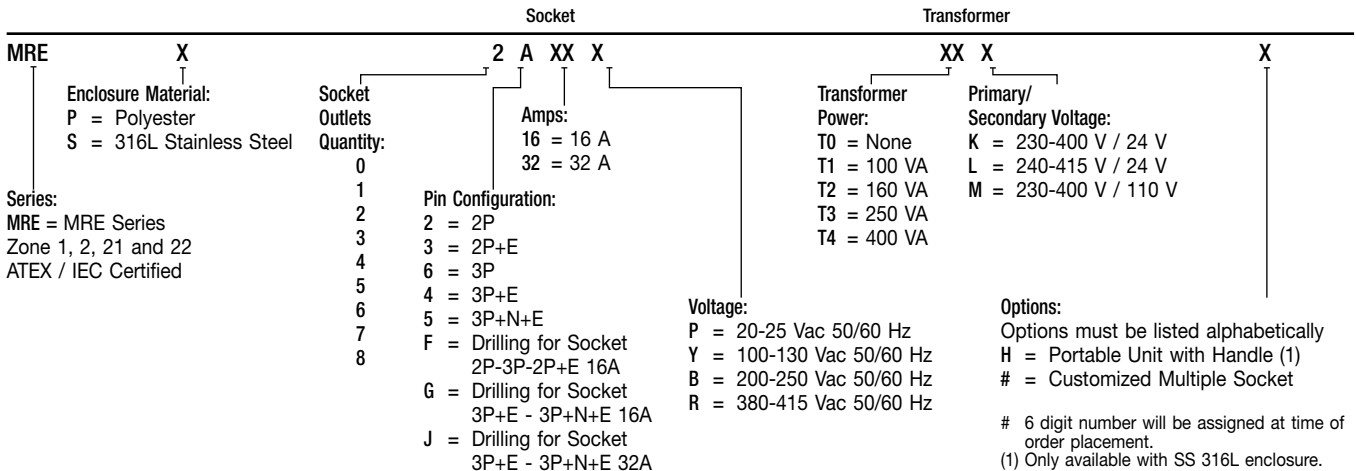 Socket Transformer
MRE X 2 A XX X XX X X
Enclosure Material:
P = Polyester
S = 316L Stainless Steel
Series:
MRE = MRE Series
Zone 1, 2, 21 and 22
ATEX / IEC Certified
Socket
Outlets
Quantity:
0
1
2
3
4
5
6
7
8
Amps:
16 = 16 A
32 = 32 A
Pin Configuration:
2 = 2P
3 = 2P+E
6 = 3P
4 = 3P+E
5 = 3P+N+E
F = Drilling for Socket
2P-3P-2P+E 16A
G = Drilling for Socket
3P+E - 3P+N+E 16A
J = Drilling for Socket
3P+E - 3P+N+E 32A
Voltage:
P = 20-25 Vac 50/60 Hz
Y = 100-130 Vac 50/60 Hz
B = 200-250 Vac 50/60 Hz
R = 380-415 Vac 50/60 Hz
Transformer
Power:
T0 = None
T1 = 100 VA
T2 = 160 VA
T3 = 250 VA
T4 = 400 VA
Primary/
Secondary Voltage:
K = 230-400 V / 24 V
L = 240-415 V / 24 V
M = 230-400 V / 110 V
Options:
Options must be listed alphabetically
H = Portable Unit with Handle (1)
# = Customized Multiple Socket
# 6 digit number will be assigned at time of
order placement.
(1) Only available with SS 316L enclosure.